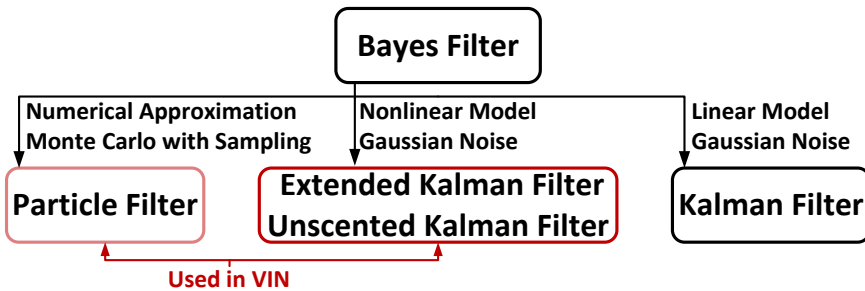 Bayes Filter
Numerical Approximation
Monte Carlo with Sampling
Nonlinear Model
Gaussian Noise
Linear Model
Gaussian Noise
Particle Filter
Extended Kalman Filter
Unscented Kalman Filter
Kalman Filter
Used in VIN